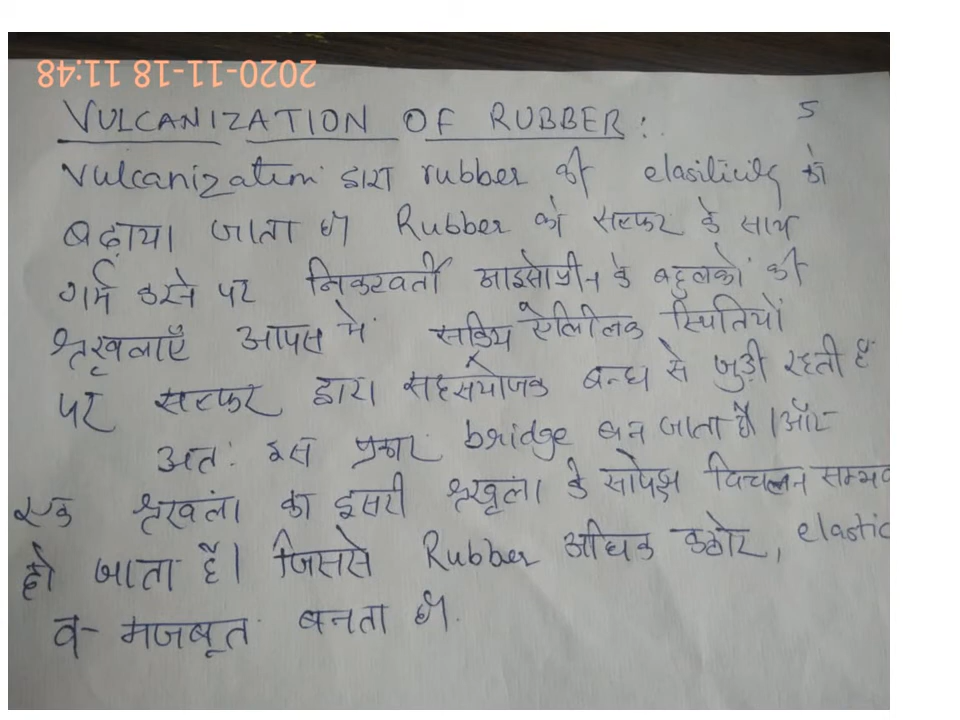 2020-11-18 11:48
VULCANIZATION OF RUBBER: 5
Vulcanization द्वारा rubber की elasilicity को
बढ़ाया जाता है Rubber को सल्फर के साथ
गर्म करने पर निकटवर्ती आइसोप्रीन के बहुलकों की
श्रृखलाएँ आपस में सक्रिय ऐलीलिक स्थितियों
पर सल्फर द्वारा सहसंयोजक बन्ध से जुड़ी रहती हैं
अतः इस प्रकार bridge बन जाता है। और
एक श्रृखला का दूसरी श्रृखला के सापेक्ष विचलन सम्भव
हो जाता है। जिससे Rubber अधिक कठोर, elastic
व मजबूत बनता है।